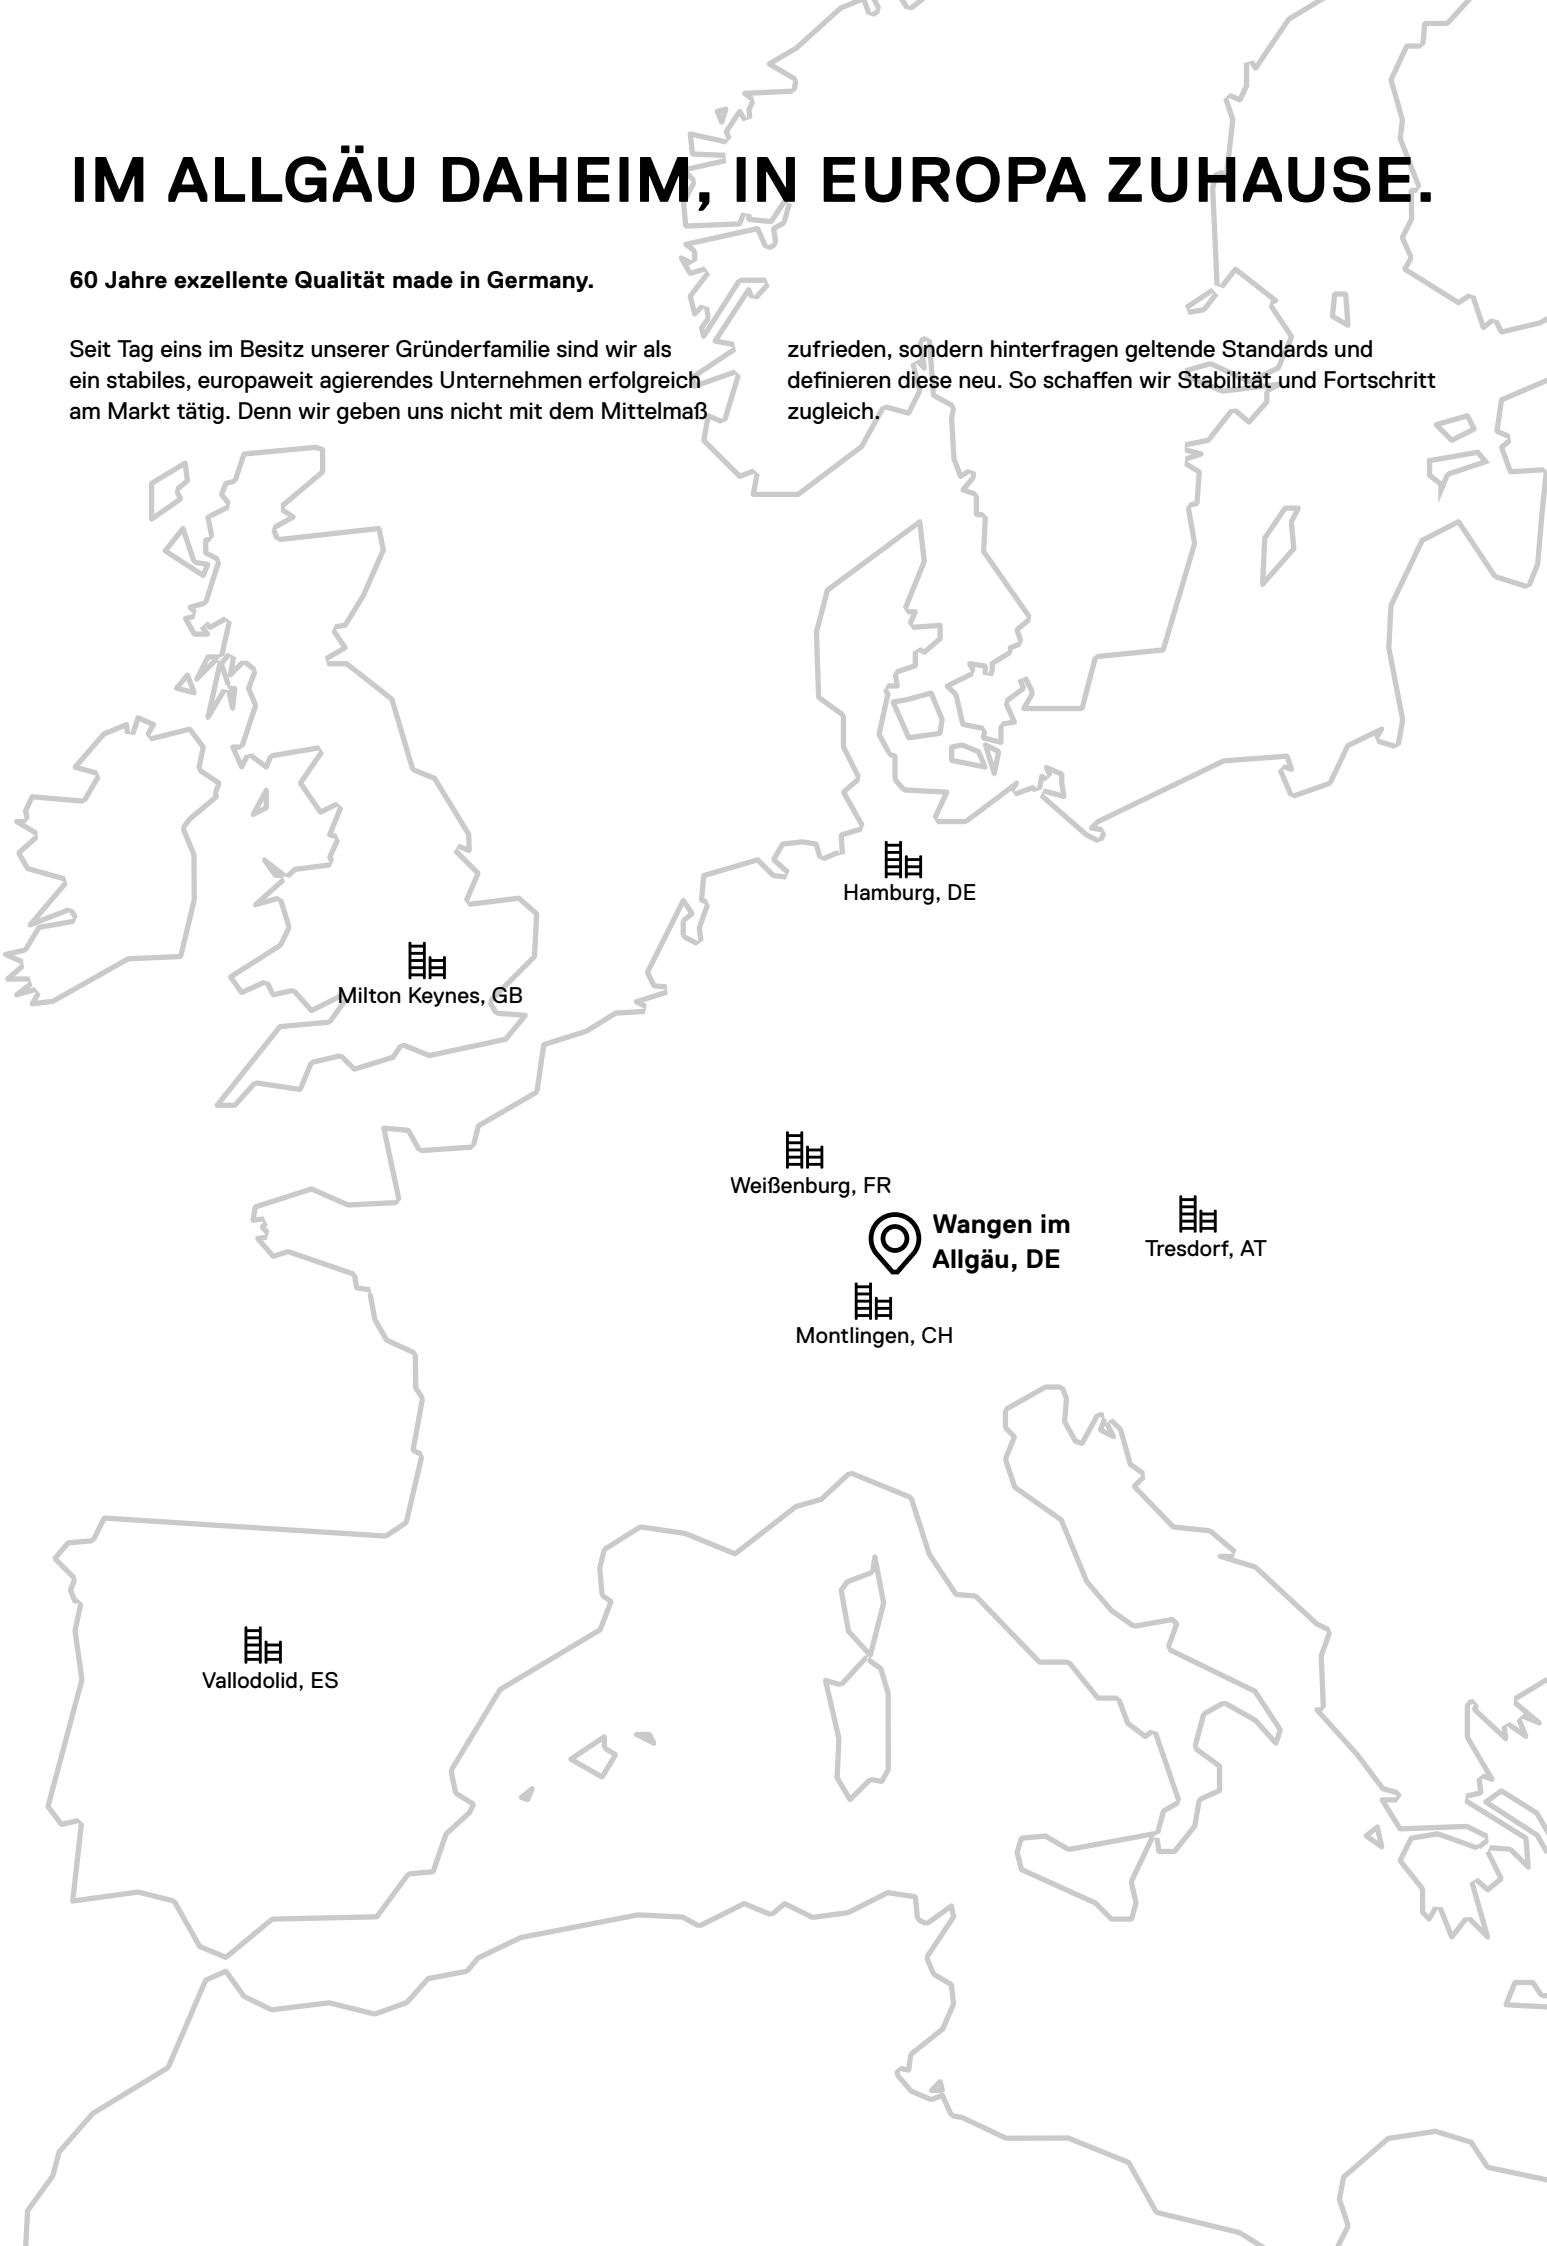 IM ALLGÄU DAHEIM, IN EUROPA ZUHAUSE.
60 Jahre exzellente Qualität made in Germany.
Seit Tag eins im Besitz unserer Gründerfamilie sind wir als
ein stabiles, europaweit agierendes Unternehmen erfolgreich
am Markt tätig. Denn wir geben uns nicht mit dem Mittelmaß
zufrieden, sondern hinterfragen geltende Standards und
definieren diese neu. So schaffen wir Stabilität und Fortschritt
zugleich.
Hamburg, DE
Milton Keynes, GB
Weißenburg, FR
Wangen im
Allgäu, DE
Tresdorf, AT
Montlingen, CH
Vallodolid, ES